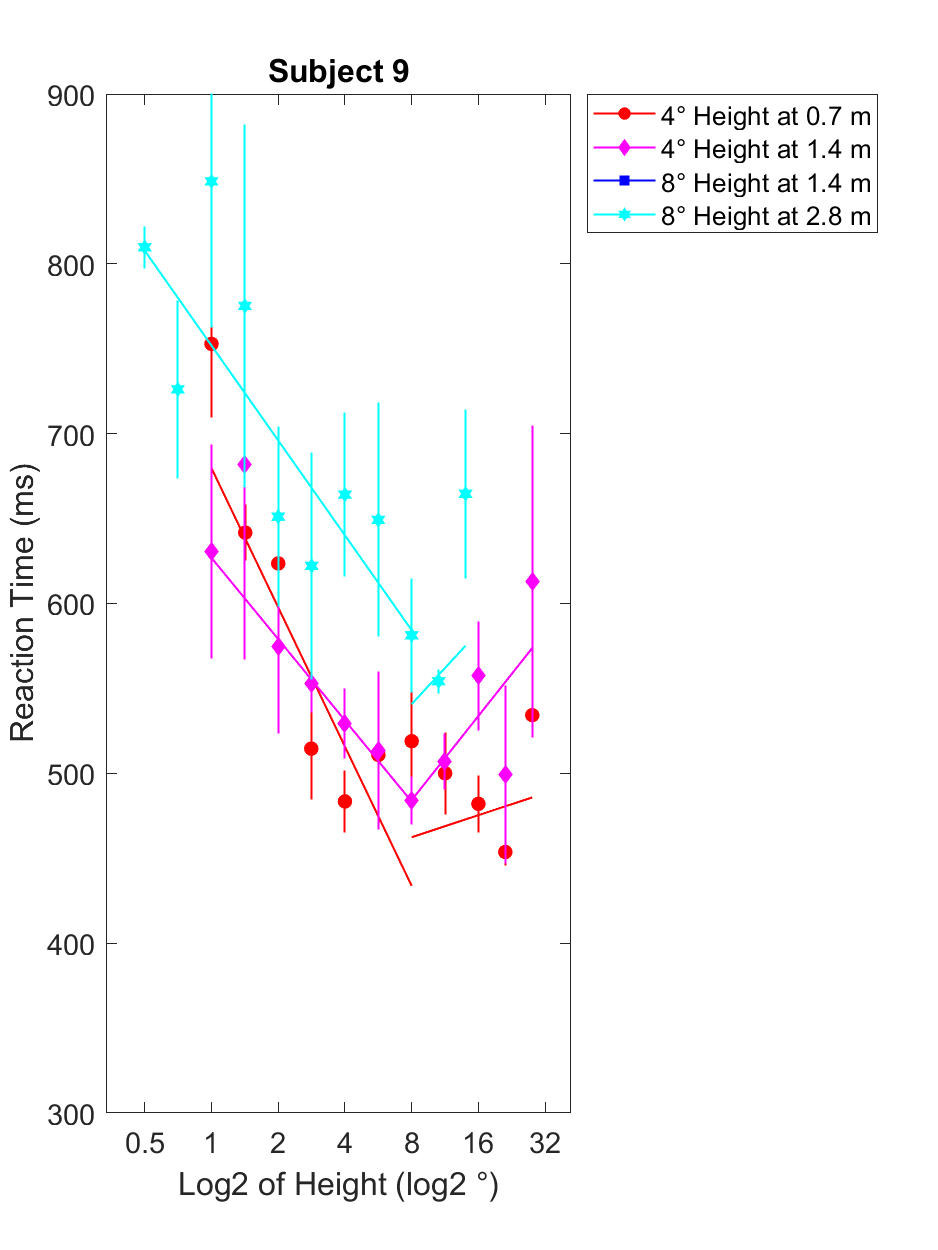 Subject 9
900
800
700
600
500
400
300
Reaction Time (ms)
0.5 1 2 4 8 16 32
Log2 of Height (log2 °)
4° Height at 0.7 m
4° Height at 1.4 m
8° Height at 1.4 m
8° Height at 2.8 m